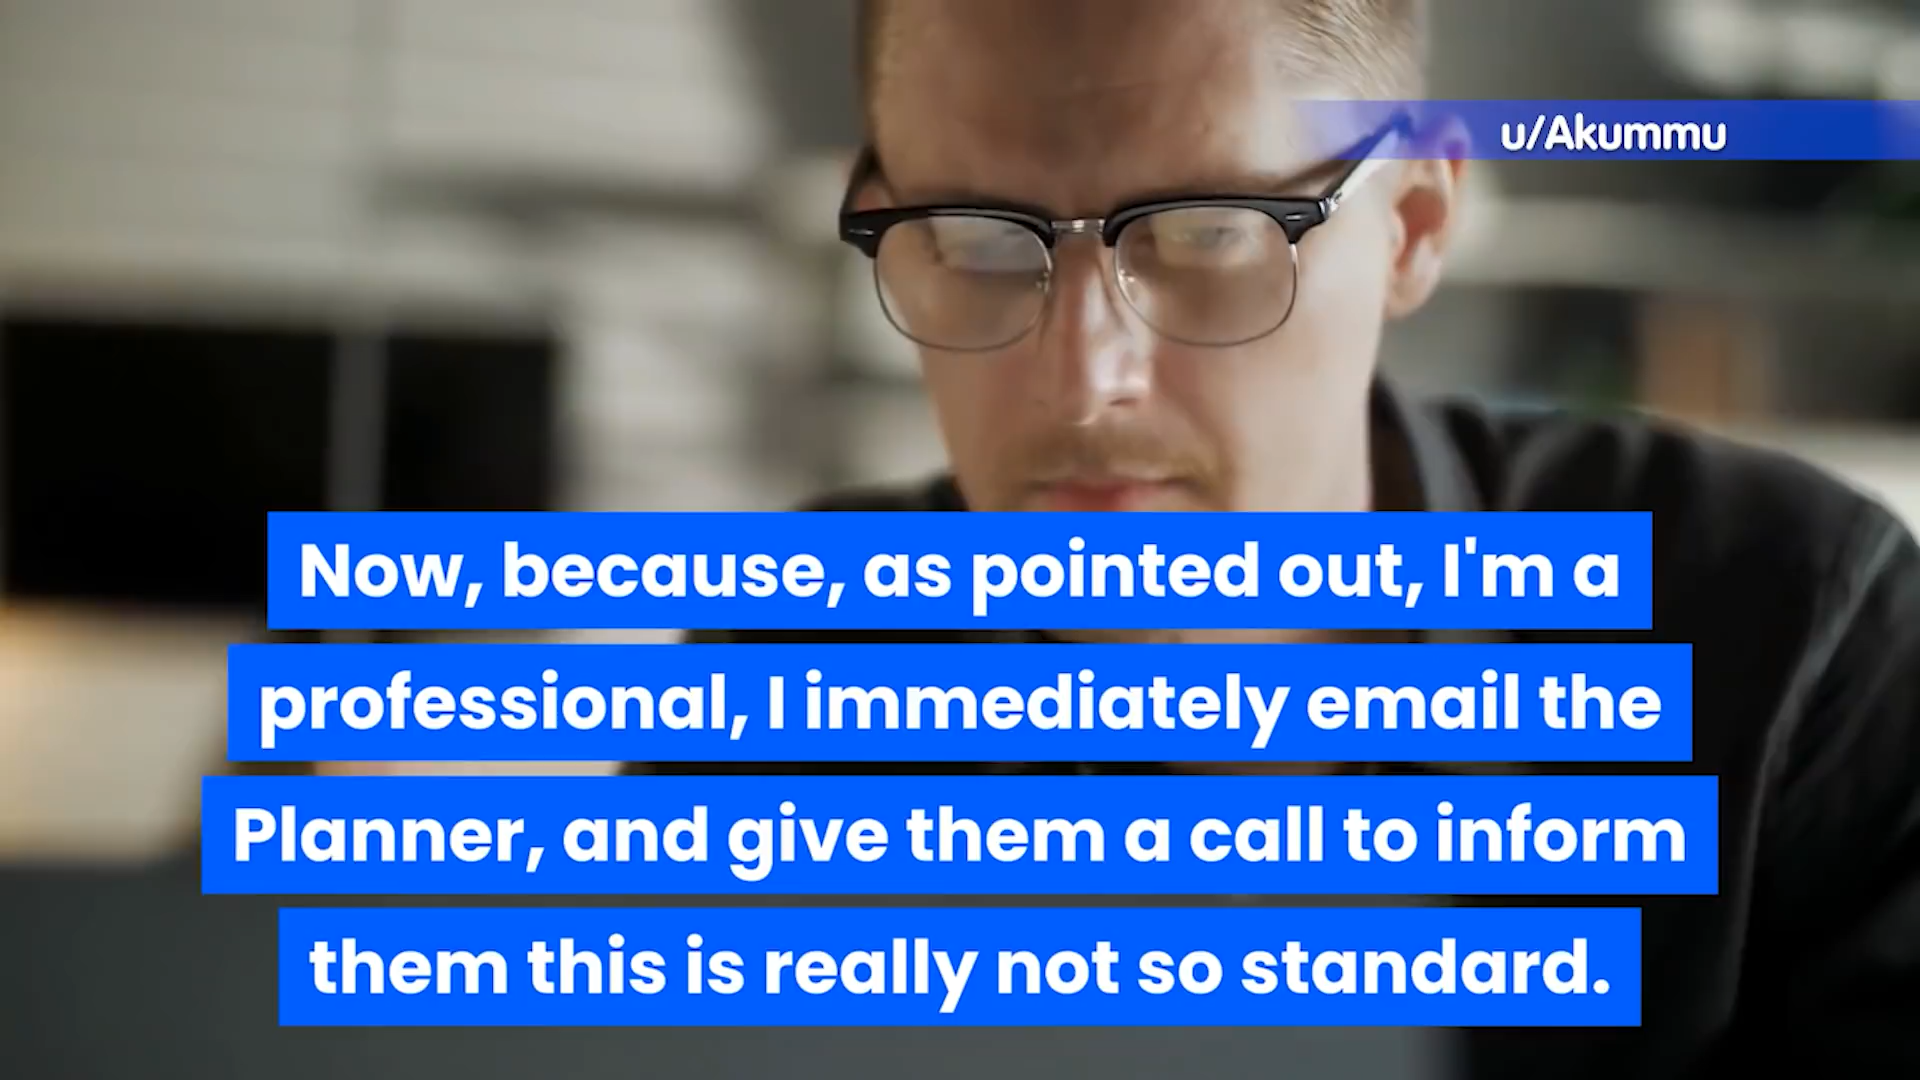 u/Akummu
Now, because, as pointed out, I'm a
professional, I immediately email the
Planner, and give them a call to inform
them this is really not so standard.